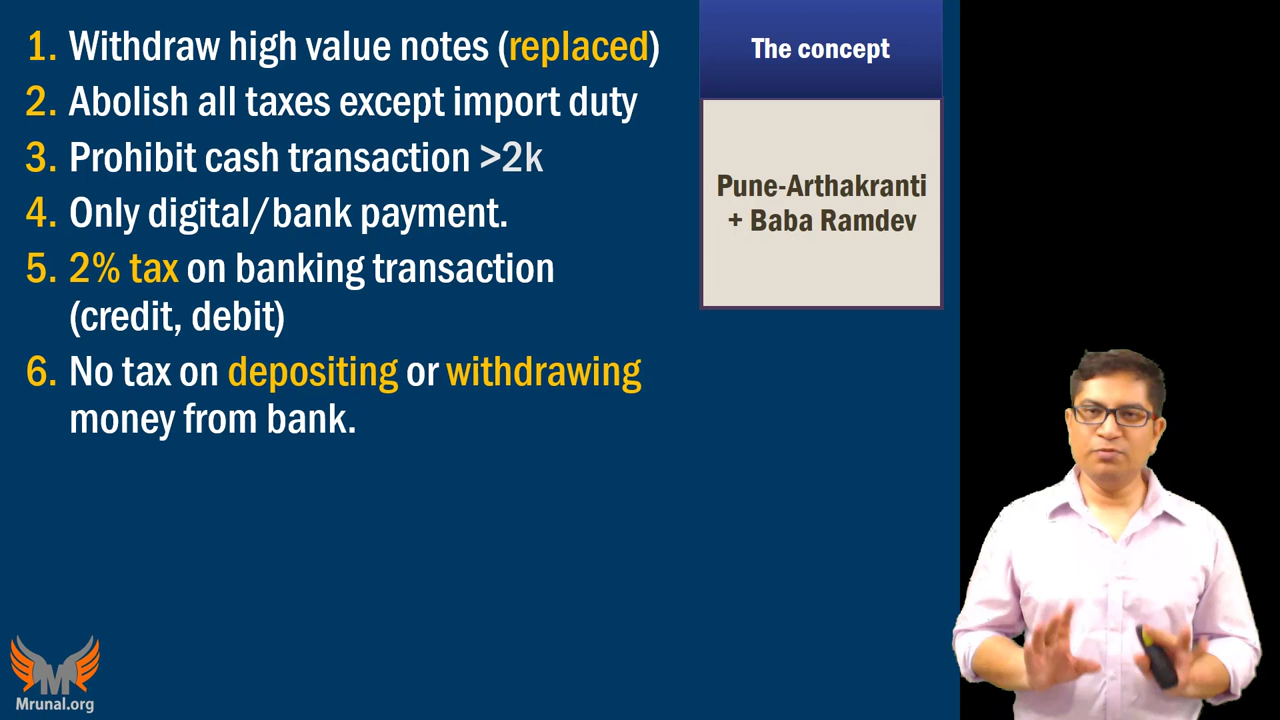 1. Withdraw high value notes (replaced)
2. Abolish all taxes except import duty
3. Prohibit cash transaction >2k
4. Only digital/bank payment.
5. 2% tax on banking transaction
(credit, debit)
6. No tax on depositing or withdrawing
money from bank.
The concept
Pune-Arthakranti
+ Baba Ramdev
Mrunal.org